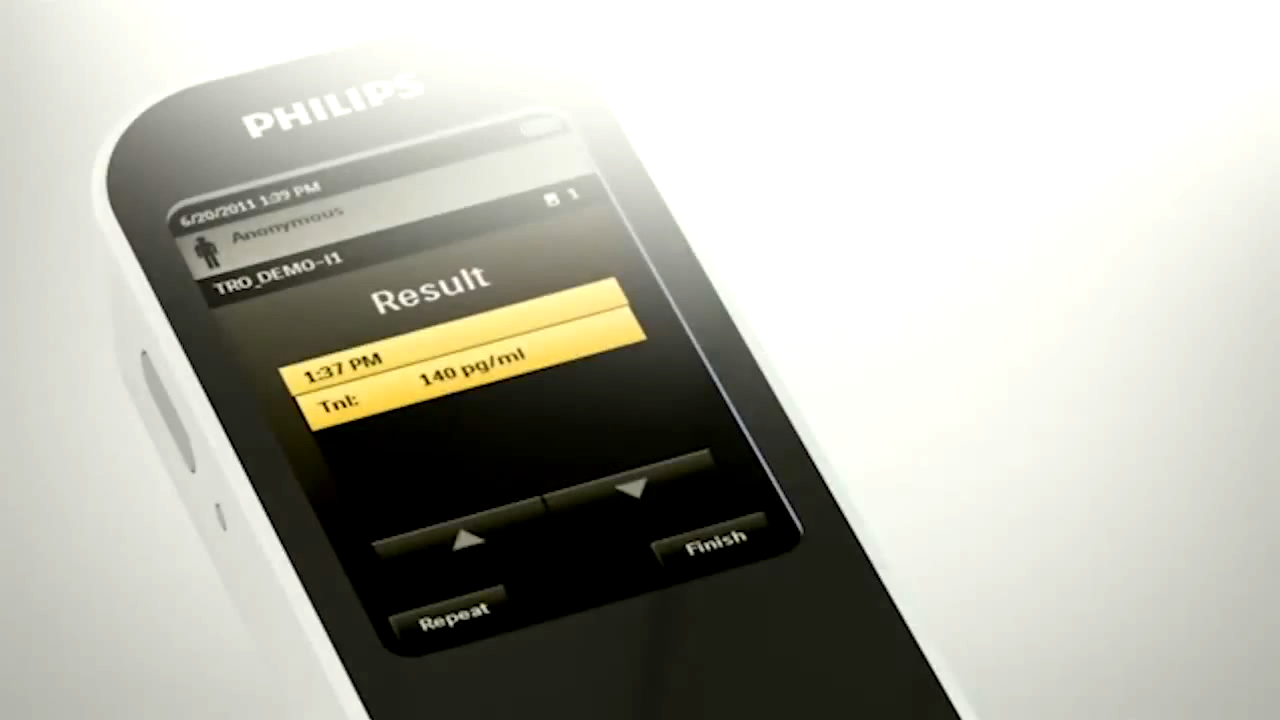 PHILIPS
6/20/2011 1:39 PM
Anonymous
TRO_DEMO-I1
1
Result
1:37 PM
TnI: 140 pg/ml
Finish
Repeat